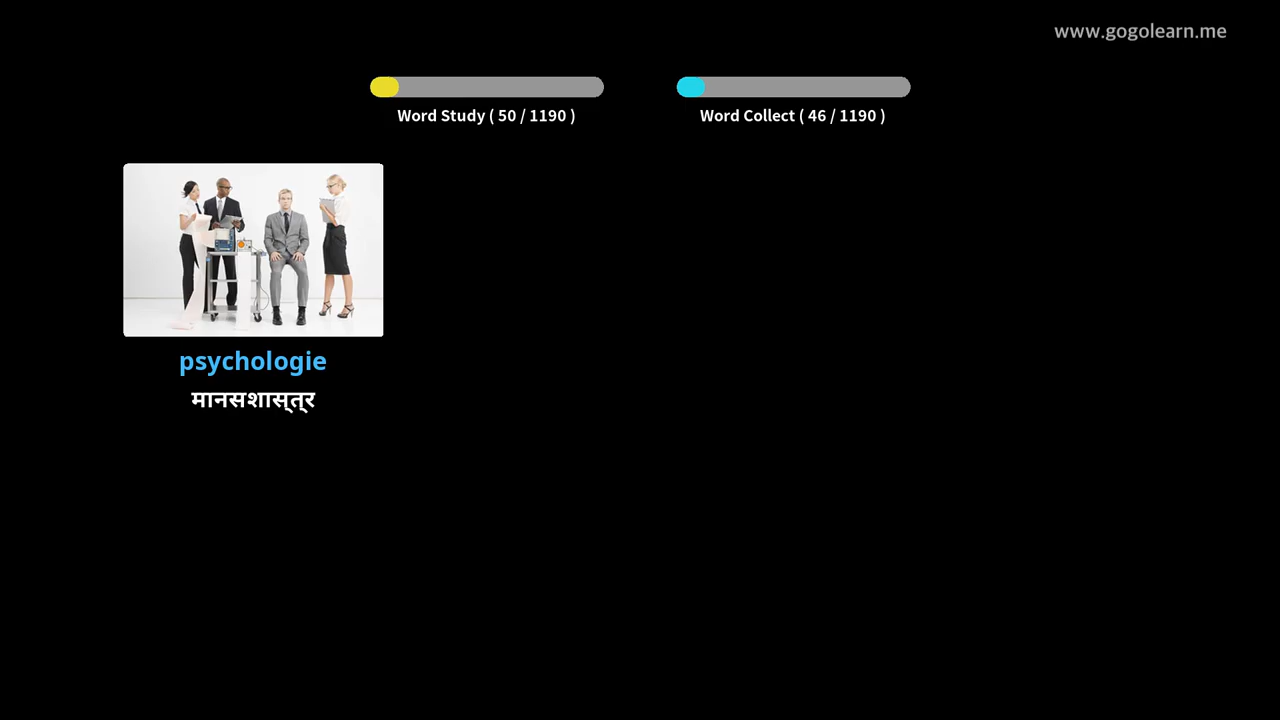 www.gogolearn.me
Word Study ( 50 / 1190 )
Word Collect ( 46 / 1190 )
psychologie
मानसशास्त्र